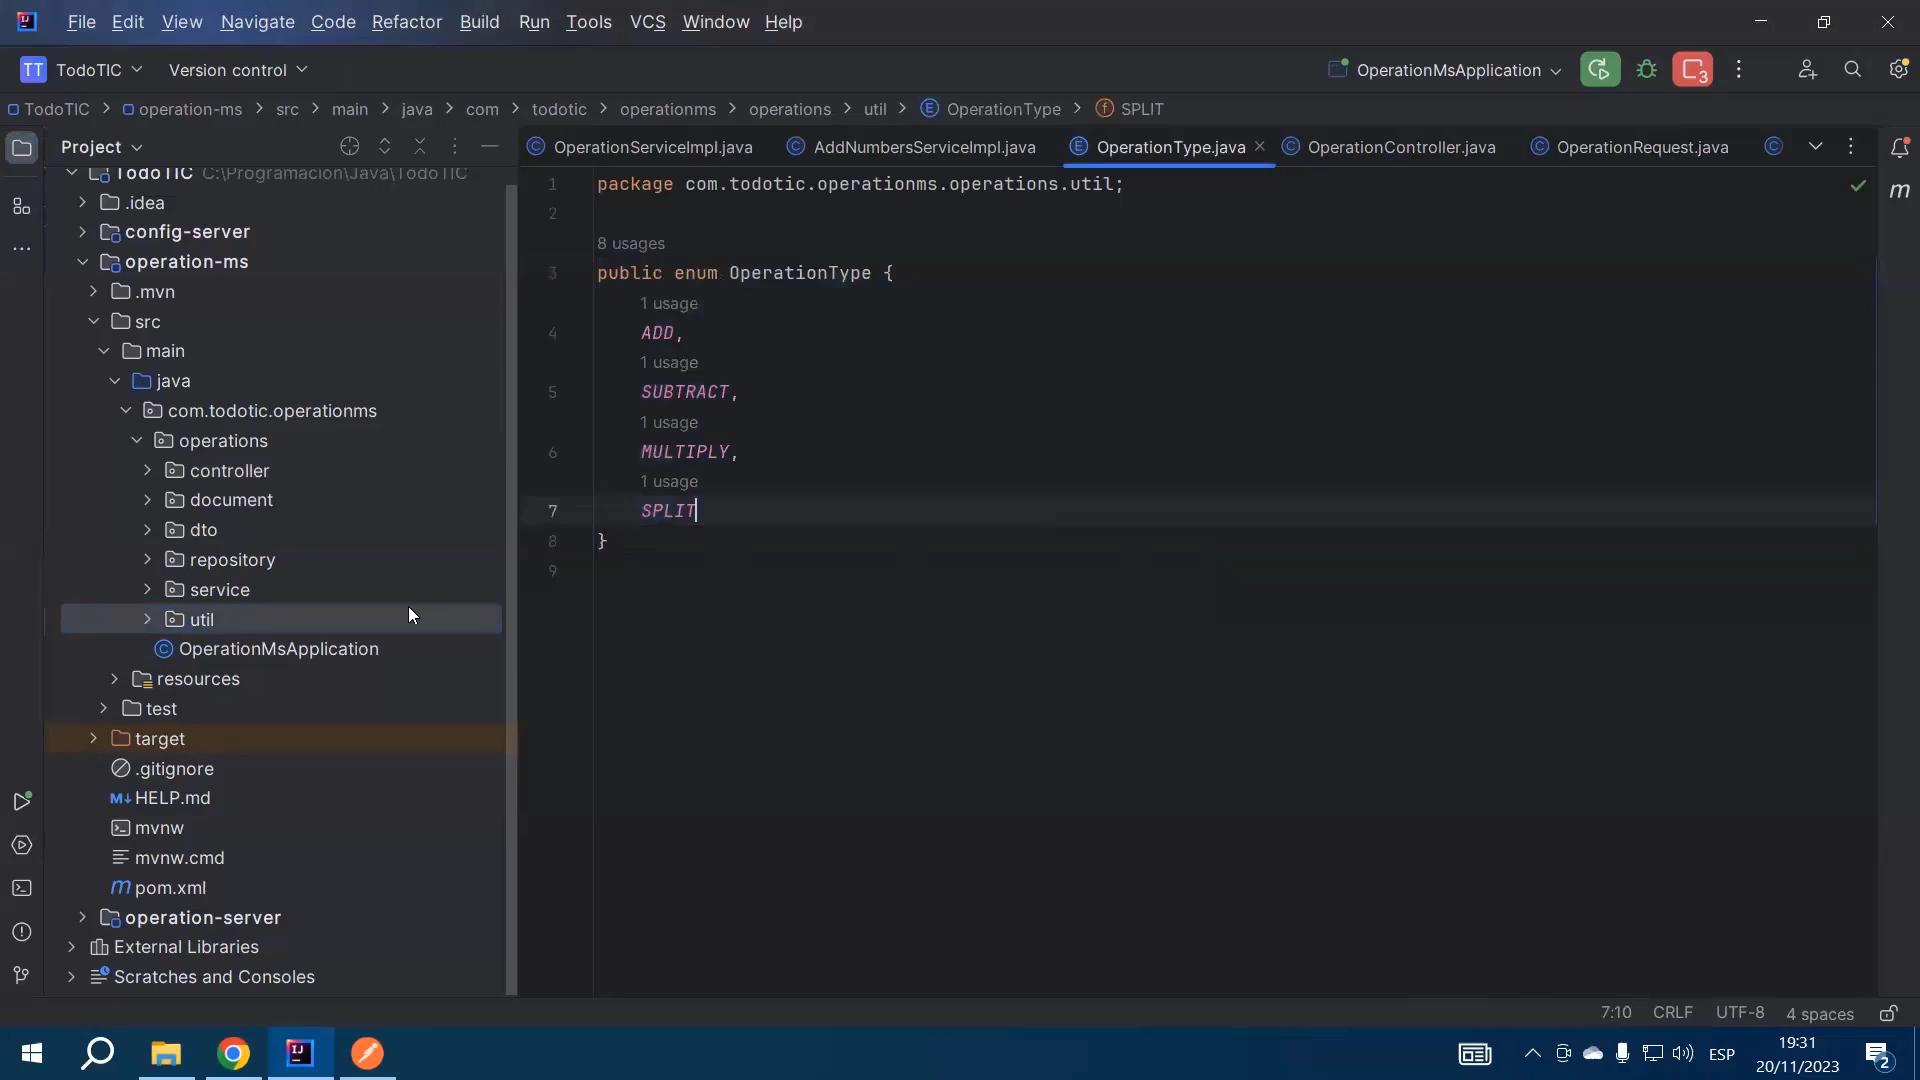 File Edit View Navigate Code Refactor Build Run Tools VCS Window Help
TT TodoTIC Version control OperationMsApplication 3
TodoTIC operation-ms src main java com todotic operationms operations util OperationType SPLIT
Project
OperationServiceImpl.java AddNumbersServiceImpl.java OperationType.java OperationController.java OperationRequest.java
TodoTIC C:\Programacion\Java\TodoTIC
.idea
config-server
operation-ms
.mvn
src
main
java
com.todotic.operationms
operations
controller
document
dto
repository
service
util
OperationMsApplication
resources
test
target
.gitignore
HELP.md
mvnw
mvnw.cmd
pom.xml
operation-server
External Libraries
Scratches and Consoles
1 package com.todotic.operationms.operations.util;
2
8 usages
3 public enum OperationType {
1 usage
4 ADD,
1 usage
5 SUBTRACT,
1 usage
6 MULTIPLY,
1 usage
7 SPLIT
8 }
9
7:10 CRLF UTF-8 4 spaces
ESP
19:31
20/11/2023
2